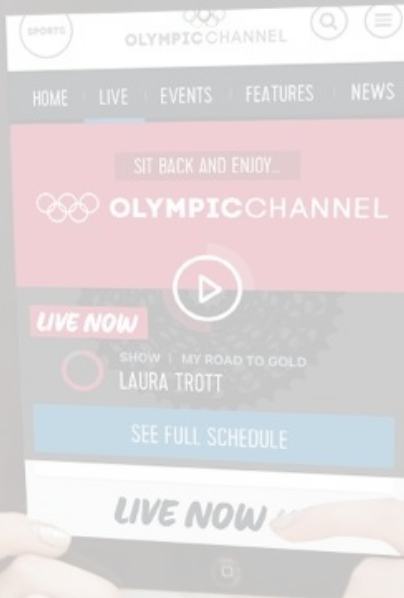 SPORTS
OLYMPICCHANNEL
HOME LIVE EVENTS FEATURES NEWS
SIT BACK AND ENJOY...
OLYMPICCHANNEL
LIVE NOW
SHOW | MY ROAD TO GOLD
LAURA TROTT
SEE FULL SCHEDULE
LIVE NOW